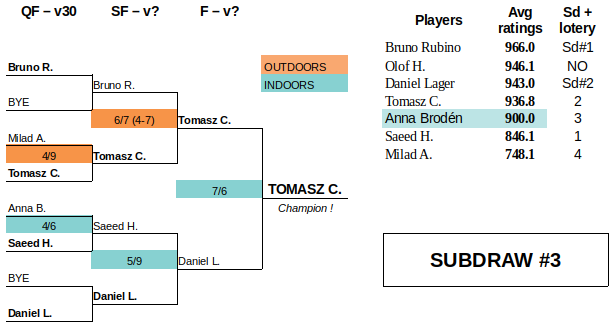 QF – v30 SF – v? F – v?
Bruno R.
BYE
Milad A.
4/9
Tomasz C.
Anna B.
4/6
Saeed H.
BYE
Daniel L.
Bruno R.
6/7 (4-7)
Tomasz C.
Saeed H.
5/9
Daniel L.
Tomasz C.
7/6
Daniel L.
OUTDOORS
INDOORS
TOMASZ C.
Champion !
Players Avg ratings Sd + lotery
Bruno Rubino 966.0 Sd#1
Olof H. 946.1 NO
Daniel Lager 943.0 Sd#2
Tomasz C. 936.8 2
Anna Brodén 900.0 3
Saeed H. 846.1 1
Milad A. 748.1 4
SUBDRAW #3